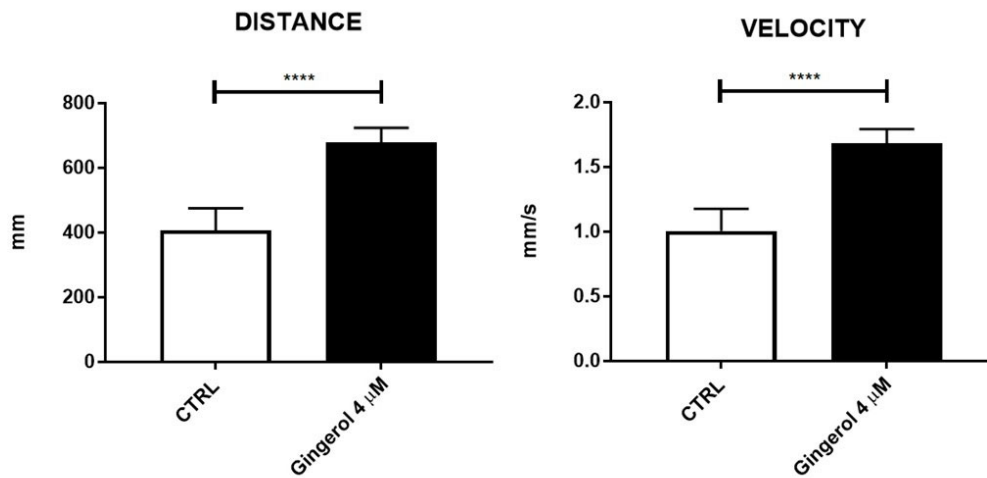 DISTANCE
****
800
600
400
200
0
mm
CTRL
Gingerol 4 μM
VELOCITY
****
2.0
1.5
1.0
0.5
0.0
mm/s
CTRL
Gingerol 4 μM